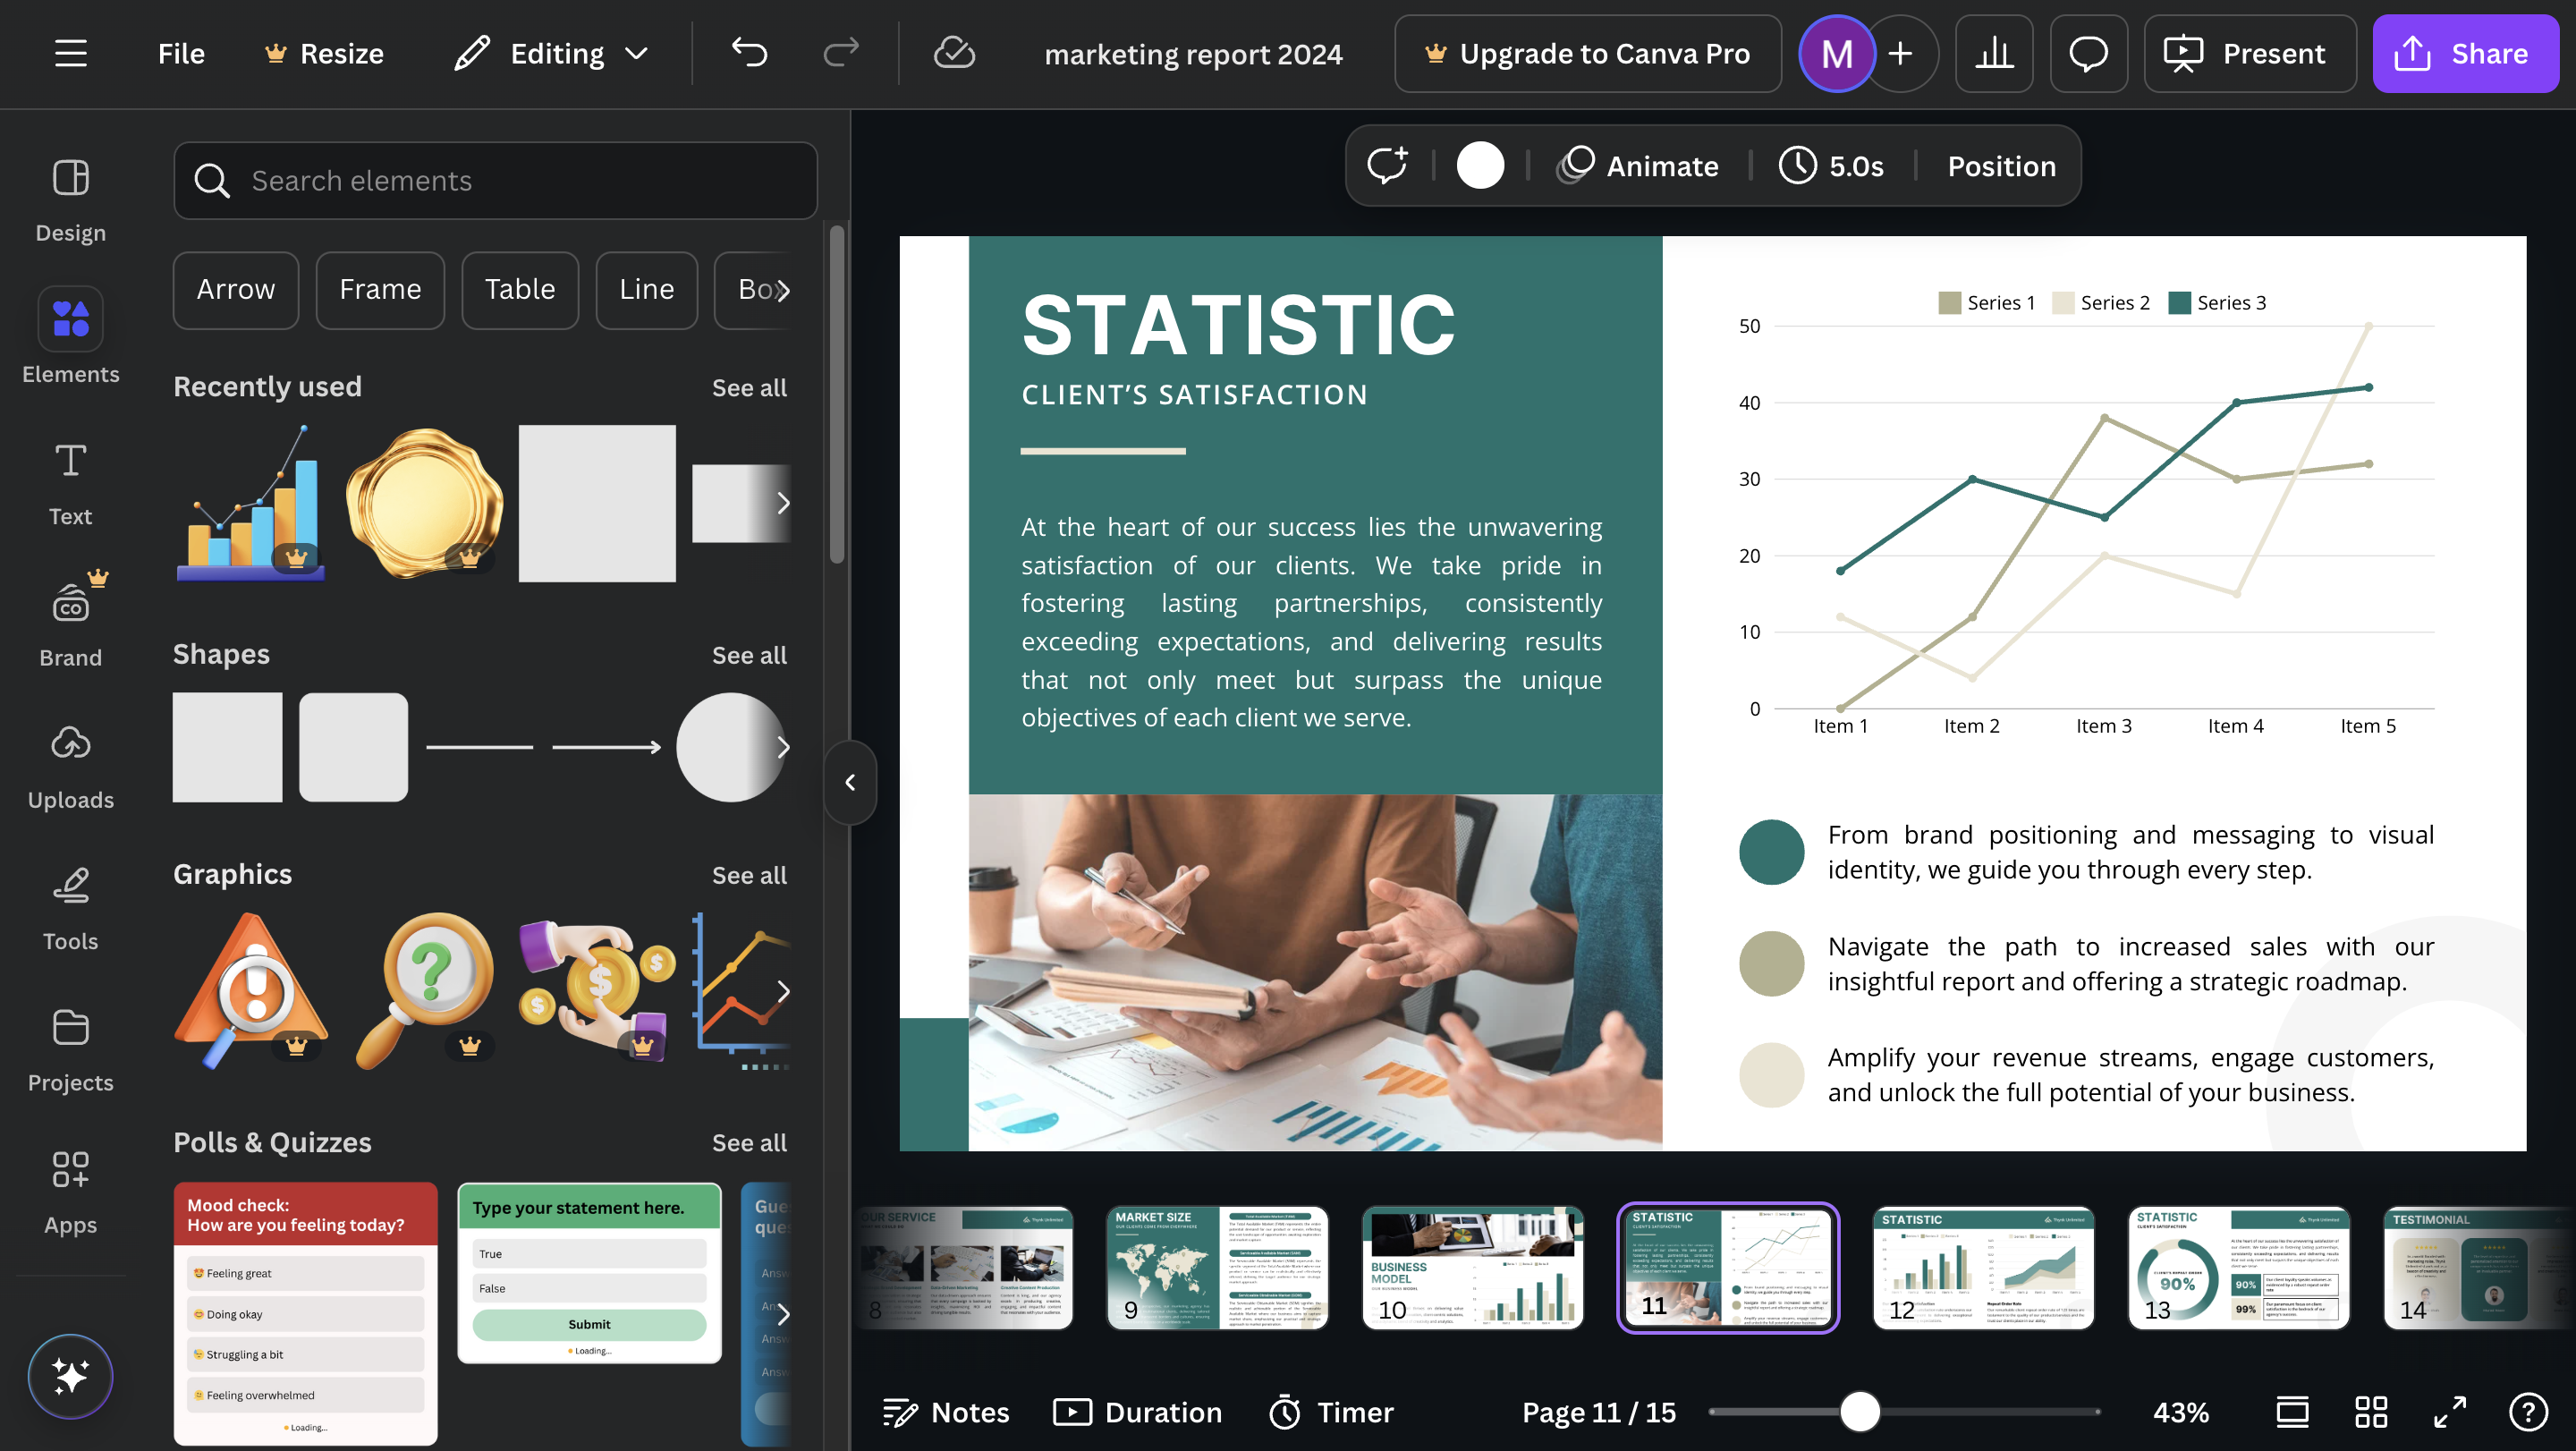 File
Resize
Editing
marketing report 2024
Upgrade to Canva Pro
M
Present
Share
Design
Elements
Text
CO
Brand
Uploads
Tools
Projects
Apps
Search elements
Arrow
Frame
Table
Line
Recently used
See all
Shapes
See all
Graphics
See all
Polls & Quizzes
See all
Mood check:
How are you feeling today?
Feeling great
Doing okay
Struggling a bit
Feeling overwhelmed
Loading...
Type your statement here.
True
False
Submit
Loading...
Animate
5.0s
Position
STATISTIC
CLIENT’S SATISFACTION
At the heart of our success lies the unwavering
satisfaction of our clients. We take pride in
fostering lasting partnerships, consistently
exceeding expectations, and delivering results
that not only meet but surpass the unique
objectives of each client we serve.
Series 1
Series 2
Series 3
50
40
30
20
10
0
Item 1
Item 2
Item 3
Item 4
Item 5
From brand positioning and messaging to visual
identity, we guide you through every step.
Navigate the path to increased sales with our
insightful report and offering a strategic roadmap.
Amplify your revenue streams, engage customers,
and unlock the full potential of your business.
OUR SERVICE
8
MARKET SIZE
9
BUSINESS
MODEL
10
STATISTIC
11
STATISTIC
12
STATISTIC
90%
90%
99%
13
TESTIMONIAL
14
Notes
Duration
Timer
Page 11 / 15
43%